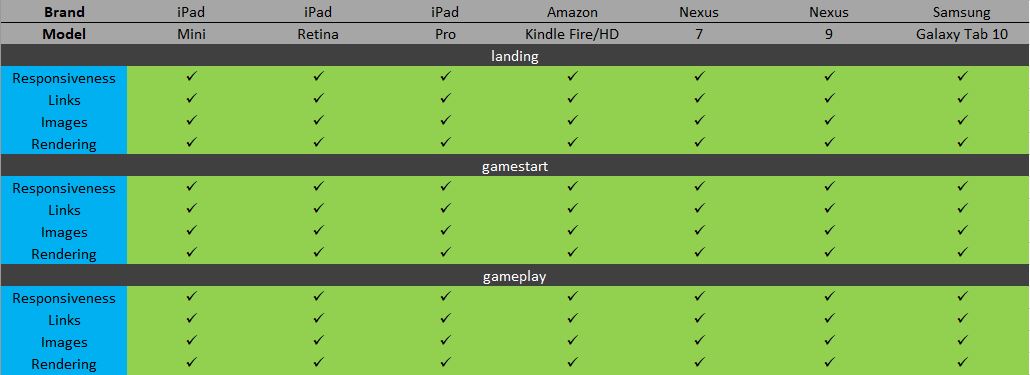 Brand iPad iPad iPad Amazon Nexus Nexus Samsung
Model Mini Retina Pro Kindle Fire/HD 7 9 Galaxy Tab 10
landing
Responsiveness ✓ ✓ ✓ ✓ ✓ ✓ ✓
Links ✓ ✓ ✓ ✓ ✓ ✓ ✓
Images ✓ ✓ ✓ ✓ ✓ ✓ ✓
Rendering ✓ ✓ ✓ ✓ ✓ ✓ ✓
gamestart
Responsiveness ✓ ✓ ✓ ✓ ✓ ✓ ✓
Links ✓ ✓ ✓ ✓ ✓ ✓ ✓
Images ✓ ✓ ✓ ✓ ✓ ✓ ✓
Rendering ✓ ✓ ✓ ✓ ✓ ✓ ✓
gameplay
Responsiveness ✓ ✓ ✓ ✓ ✓ ✓ ✓
Links ✓ ✓ ✓ ✓ ✓ ✓ ✓
Images ✓ ✓ ✓ ✓ ✓ ✓ ✓
Rendering ✓ ✓ ✓ ✓ ✓ ✓ ✓